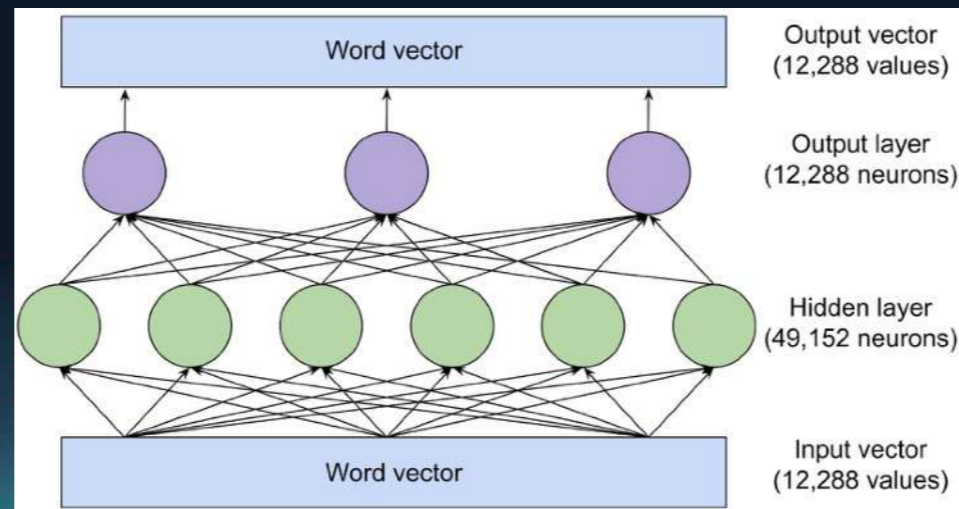 Word vector
Output vector
(12,288 values)
Output layer
(12,288 neurons)
Hidden layer
(49,152 neurons)
Word vector
Input vector
(12,288 values)